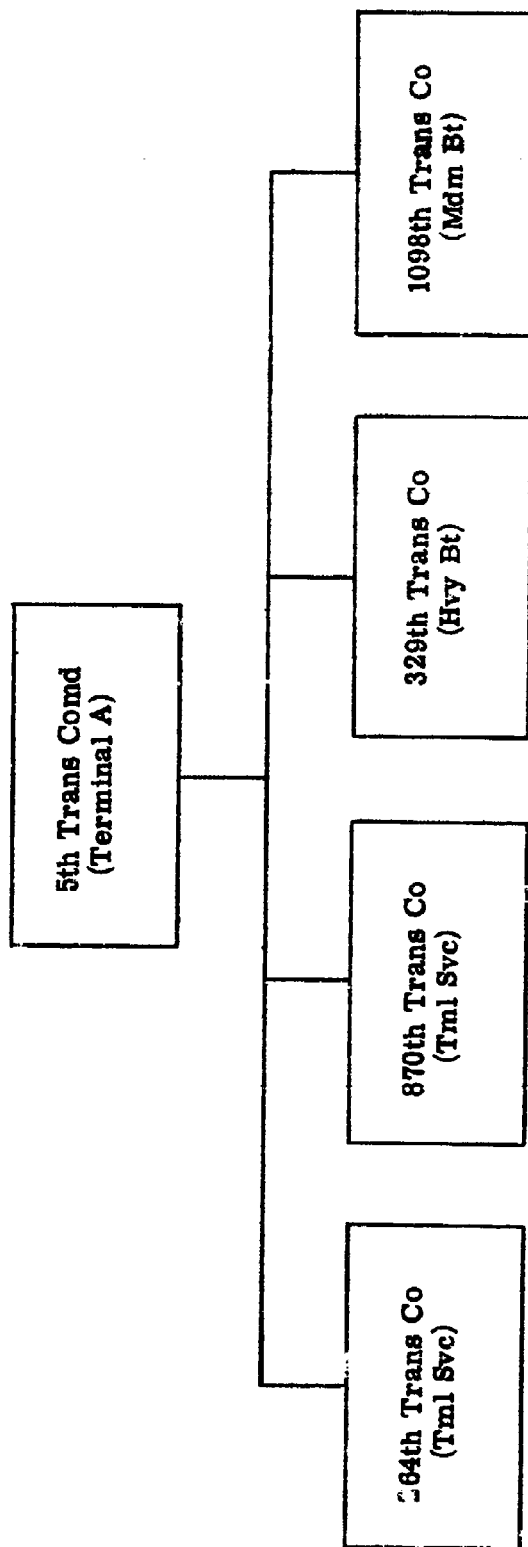 5th Trans Comd
(Terminal A)
Trans Co
(Tml Svc)
870th Trans Co
(Tml Svc)
329th Trans Co
(Hvy Bt)
1098th Trans Co
(Mdm Bt)